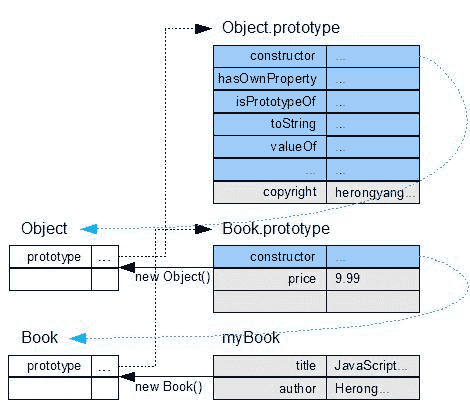 Object.prototype
constructor ...
hasOwnProperty ...
isPrototypeOf ...
toString ...
valueOf ...
... ...
copyright herongyang...
Object
Book.prototype
prototype ...
constructor ...
new Object()
price 9.99
Book
myBook
prototype ...
title JavaScript...
new Book()
author Herong...